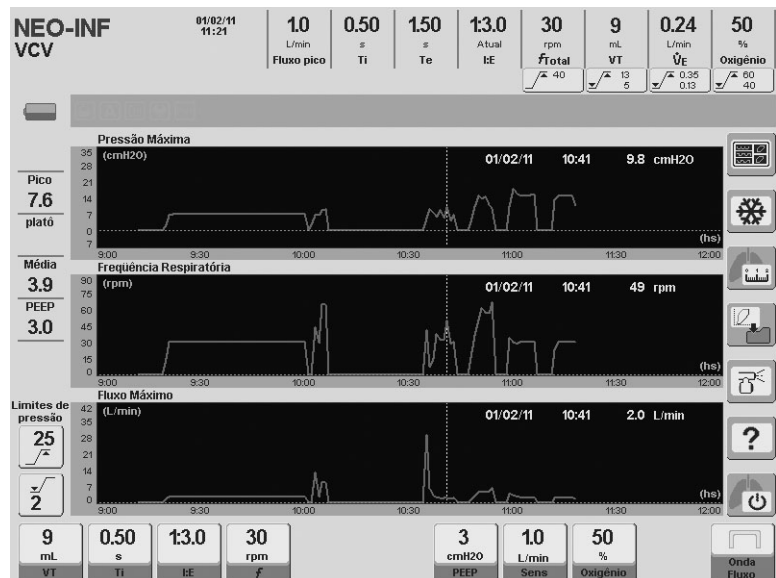 NEO-INF
VCV
01/02/11
11:21
1.0
L/min
Fluxo pico
0.50
s
Ti
1.50
s
Te
1:3.0
Atual
I:E
30
rpm
fTotal
40
9
mL
VT
13
5
0.24
L/min
V̇E
0.35
0.13
50
%
Oxigênio
60
40
Pico
7.6
plató
Média
3.9
PEEP
3.0
Limites de
pressão
25
2
Pressão Máxima
35
(cmH2O)
01/02/11 10:41 9.8 cmH2O
28
21
14
7
0
7
(hs)
9:00 9:30 10:00 10:30 11:00 11:30 12:00
Freqüência Respiratória
90
(rpm)
01/02/11 10:41 49 rpm
75
60
45
30
15
0
(hs)
9:00 9:30 10:00 10:30 11:00 11:30 12:00
Fluxo Máximo
42
(L/min)
01/02/11 10:41 2.0 L/min
35
28
21
14
7
0
(hs)
9:00 9:30 10:00 10:30 11:00 11:30 12:00
?
9
mL
VT
0.50
s
Ti
1:3.0
I:E
30
rpm
f
3
cmH2O
PEEP
1.0
L/min
Sens
50
%
Oxigênio
Onda
Fluxo